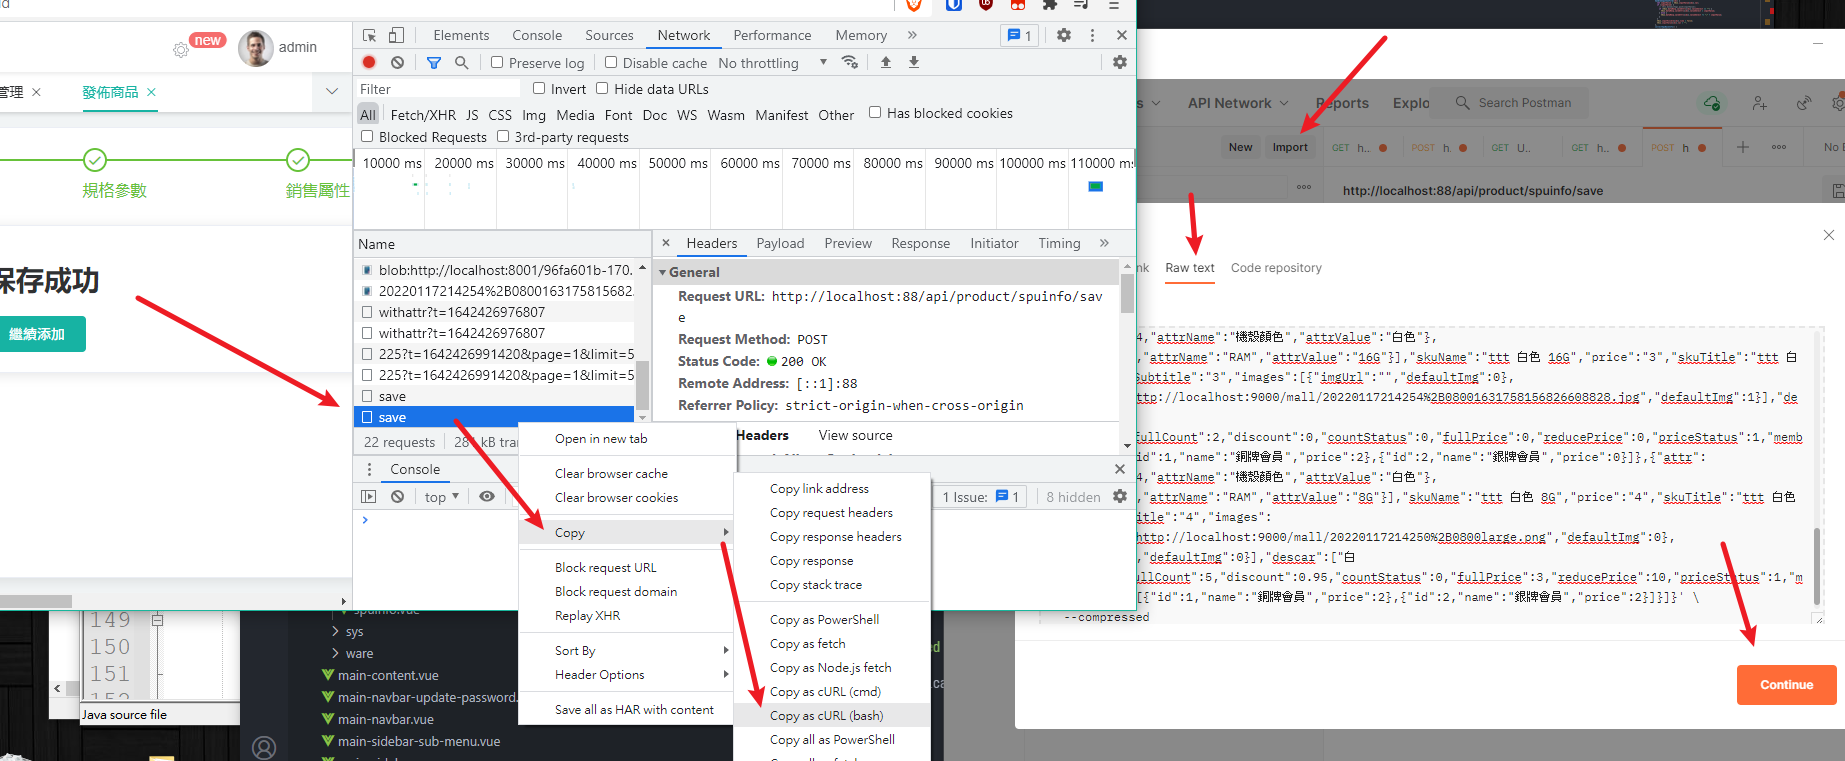 new
admin
管理 ×
發佈商品 ×
規格參數
銷售屬性
保存成功
繼續添加
Elements Console Sources Network Performance Memory » 1
Preserve log Disable cache No throttling
Filter Invert Hide data URLs
All Fetch/XHR JS CSS Img Media Font Doc WS Wasm Manifest Other Has blocked cookies
Blocked Requests 3rd-party requests
10000 ms 20000 ms 30000 ms 40000 ms 50000 ms 60000 ms 70000 ms 80000 ms 90000 ms 100000 ms 110000 ms
Name
blob:http://localhost:8001/96fa601b-170.
20220117214254%2B0800163175815682.
withattr?t=1642426976807
withattr?t=1642426976807
225?t=1642426991420&page=1&limit=5
225?t=1642426991420&page=1&limit=5
save
save
22 requests
Headers Payload Preview Response Initiator Timing »
General
Request URL: http://localhost:88/api/product/spuinfo/sav
e
Request Method: POST
Status Code: 200 OK
Remote Address: [::1]:88
Referrer Policy: strict-origin-when-cross-origin
Headers View source
Console
top
1 Issue: 1 8 hidden
Open in new tab
Clear browser cache
Clear browser cookies
Copy
Block request URL
Block request domain
Replay XHR
Sort By
Header Options
Save all as HAR with content
Copy link address
Copy request headers
Copy response headers
Copy response
Copy stack trace
Copy as PowerShell
Copy as fetch
Copy as Node.js fetch
Copy as cURL (cmd)
Copy as cURL (bash)
Copy all as PowerShell
149
150
151
Java source file
spuinfo.vue
sys
ware
main-content.vue
main-navbar-update-password.
main-navbar.vue
main-sidebar-sub-menu.vue
API Network Reports Explo Search Postman
New Import GET h.. POST h. GET U.. GET h.. POST h
http://localhost:88/api/product/spuinfo/save
Raw text Code repository
4,"attrName":"機殼顏色","attrValue":"白色"},
,"attrName":"RAM","attrValue":"16G"}],"skuName":"ttt 白色 16G","price":"3","skuTitle":"ttt 白
Subtitle":"3","images":[{"imgUrl":"","defaultImg":0},
ttp://localhost:9000/mall/20220117214254%2B08001631758156826608828.jpg","defaultImg":1}],"de
fullCount":2,"discount":0,"countStatus":0,"fullPrice":0,"reducePrice":0,"priceStatus":1,"memb
"id":1,"name":"銅牌會員","price":2},{"id":2,"name":"銀牌會員","price":0}]},{"attr":
4,"attrName":"機殼顏色","attrValue":"白色"},
,"attrName":"RAM","attrValue":"8G"}],"skuName":"ttt 白色 8G","price":"4","skuTitle":"ttt 白色
itle":"4","images":
http://localhost:9000/mall/20220117214250%2B0800large.png","defaultImg":0},
,"defaultImg":0}],"descar":["白
ullCount":5,"discount":0.95,"countStatus":0,"fullPrice":3,"reducePrice":10,"priceStatus":1,"m
[{"id":1,"name":"銅牌會員","price":2},{"id":2,"name":"銀牌會員","price":2}]}]}' \
--compressed
Continue